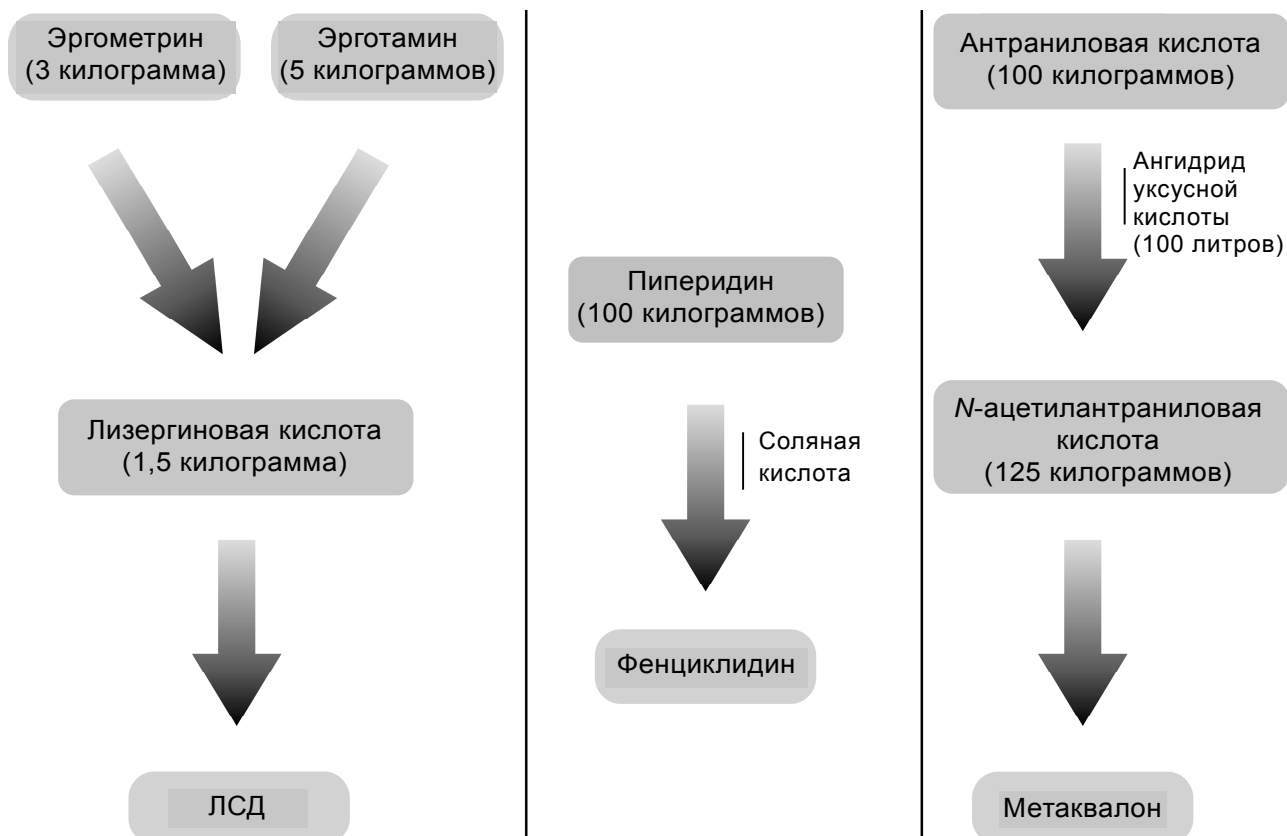 Эргометрин
(3 килограмма)
Эрготамин
(5 килограммов)
Лизергиновая кислота
(1,5 килограмма)
ЛСД
Пиперидин
(100 килограммов)
Соляная
кислота
Фенциклидин
Антраниловая кислота
(100 килограммов)
Ангидрид
уксусной
кислоты
(100 литров)
N-ацетилантраниловая
кислота
(125 килограммов)
Метаквалон